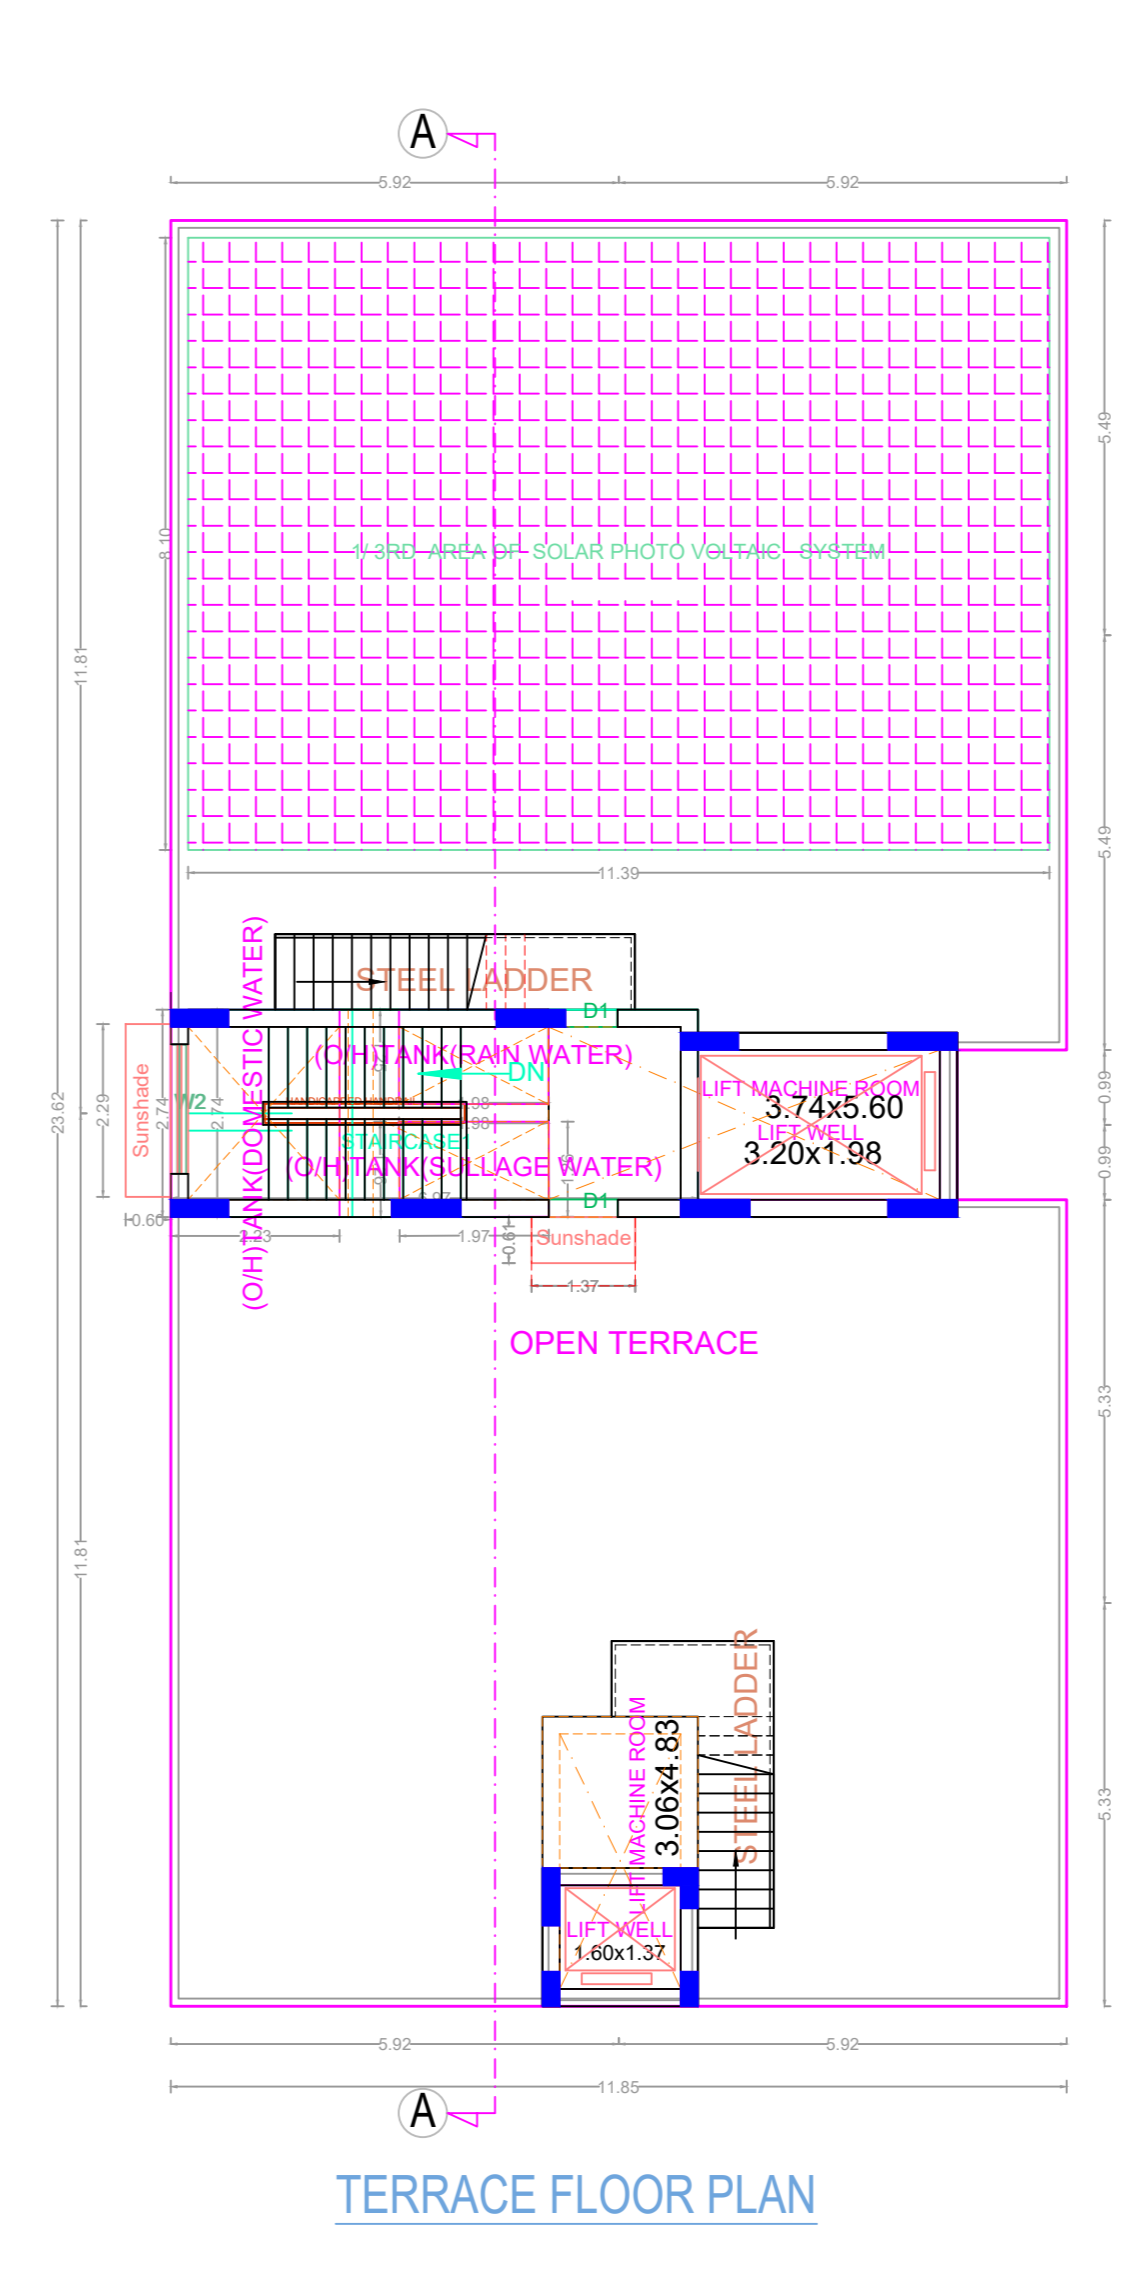 A
5.92
5.92
5.49
8.10
1/ 3RD AREA OF SOLAR PHOTO VOLTAIC SYSTEM
11.81
5.49
11.39
STEEL LADDER
D1
(O/H)TANK(RAIN WATER)
DN
(O/H)TANK(DOMESTIC WATER)
LIFT MACHINE ROOM
3.74x5.60
LIFT WELL
3.20x1.98
0.99
0.99
Sunshade
W2
2.74
2.74
2.29
23.62
STAIRCASE1
(O/H)TANK(SULLAGE WATER)
D1
0.60
2.23
1.97
0.61
Sunshade
1.37
OPEN TERRACE
5.33
11.81
STEEL LADDER
LIFT MACHINE ROOM
3.06x4.83
5.33
LIFT WELL
1.60x1.37
5.92
5.92
11.85
A
TERRACE FLOOR PLAN